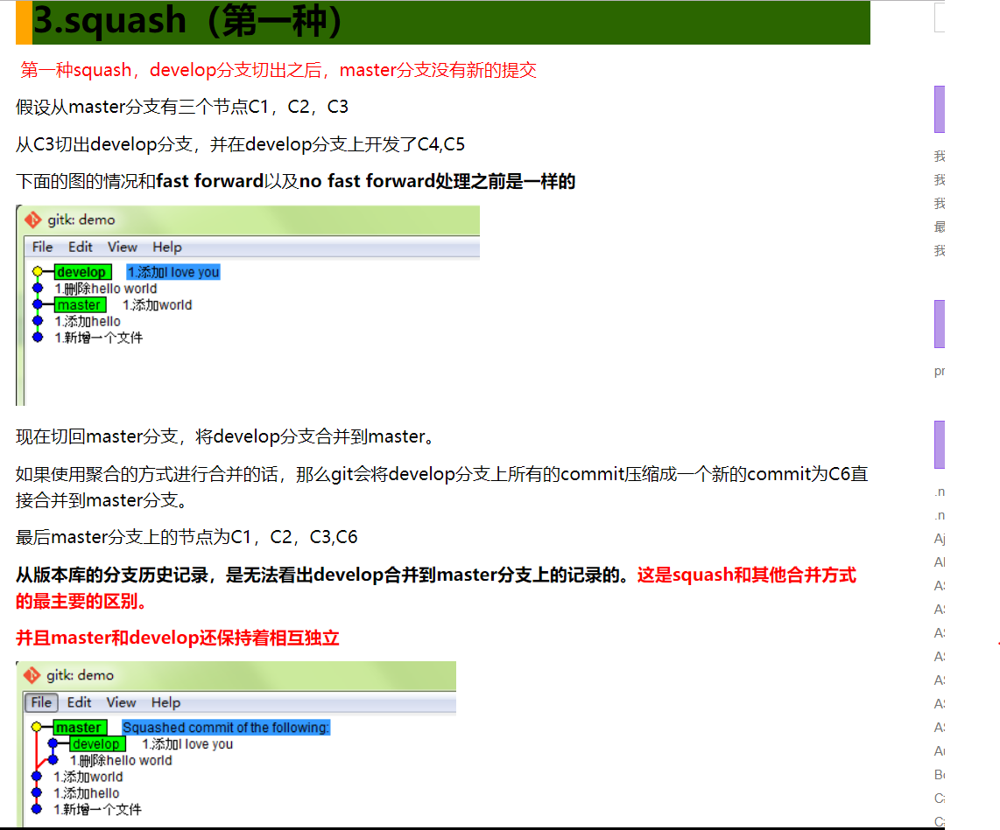 3.squash（第一种）
第一种squash，develop分支切出之后，master分支没有新的提交
假设从master分支有三个节点C1，C2，C3
从C3切出develop分支，并在develop分支上开发了C4,C5
下面的图的情况和fast forward以及no fast forward处理之前是一样的
gitk: demo
File Edit View Help
develop 1.添加I love you
1.删除hello world
master 1.添加world
1.添加hello
1.新增一个文件
现在切回master分支，将develop分支合并到master。
如果使用聚合的方式进行合并的话，那么git会将develop分支上所有的commit压缩成一个新的commit为C6直
接合并到master分支。
最后master分支上的节点为C1，C2，C3,C6
从版本库的分支历史记录，是无法看出develop合并到master分支上的记录的。这是squash和其他合并方式
的最主要的区别。
并且master和develop还保持着相互独立
gitk: demo
File Edit View Help
master Squashed commit of the following:
develop 1.添加I love you
1.删除hello world
1.添加world
1.添加hello
1.新增一个文件
我
我
我
最
我
pr
.n
.n